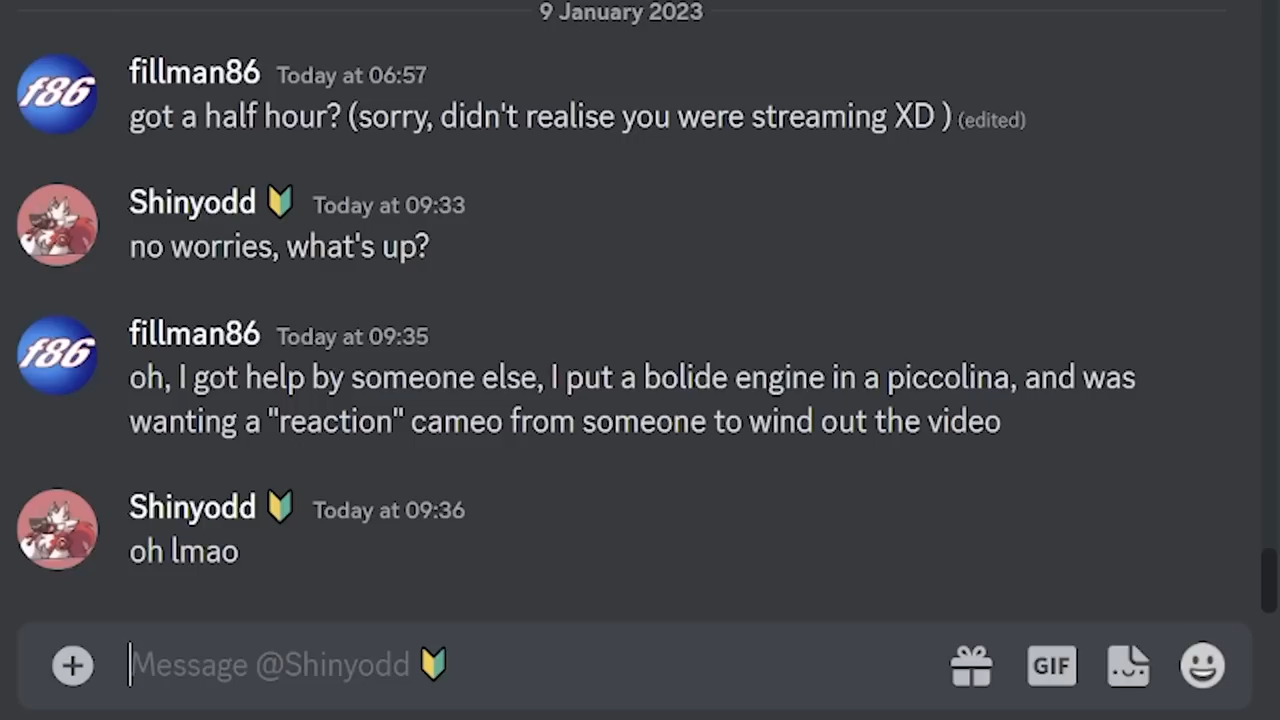 9 January 2023
f86
fillman86 Today at 06:57
got a half hour? (sorry, didn't realise you were streaming XD ) (edited)
Shinyodd Today at 09:33
no worries, what's up?
f86
fillman86 Today at 09:35
oh, I got help by someone else, I put a bolide engine in a piccolina, and was
wanting a "reaction" cameo from someone to wind out the video
Shinyodd Today at 09:36
oh lmao
Message @Shinyodd
GIF